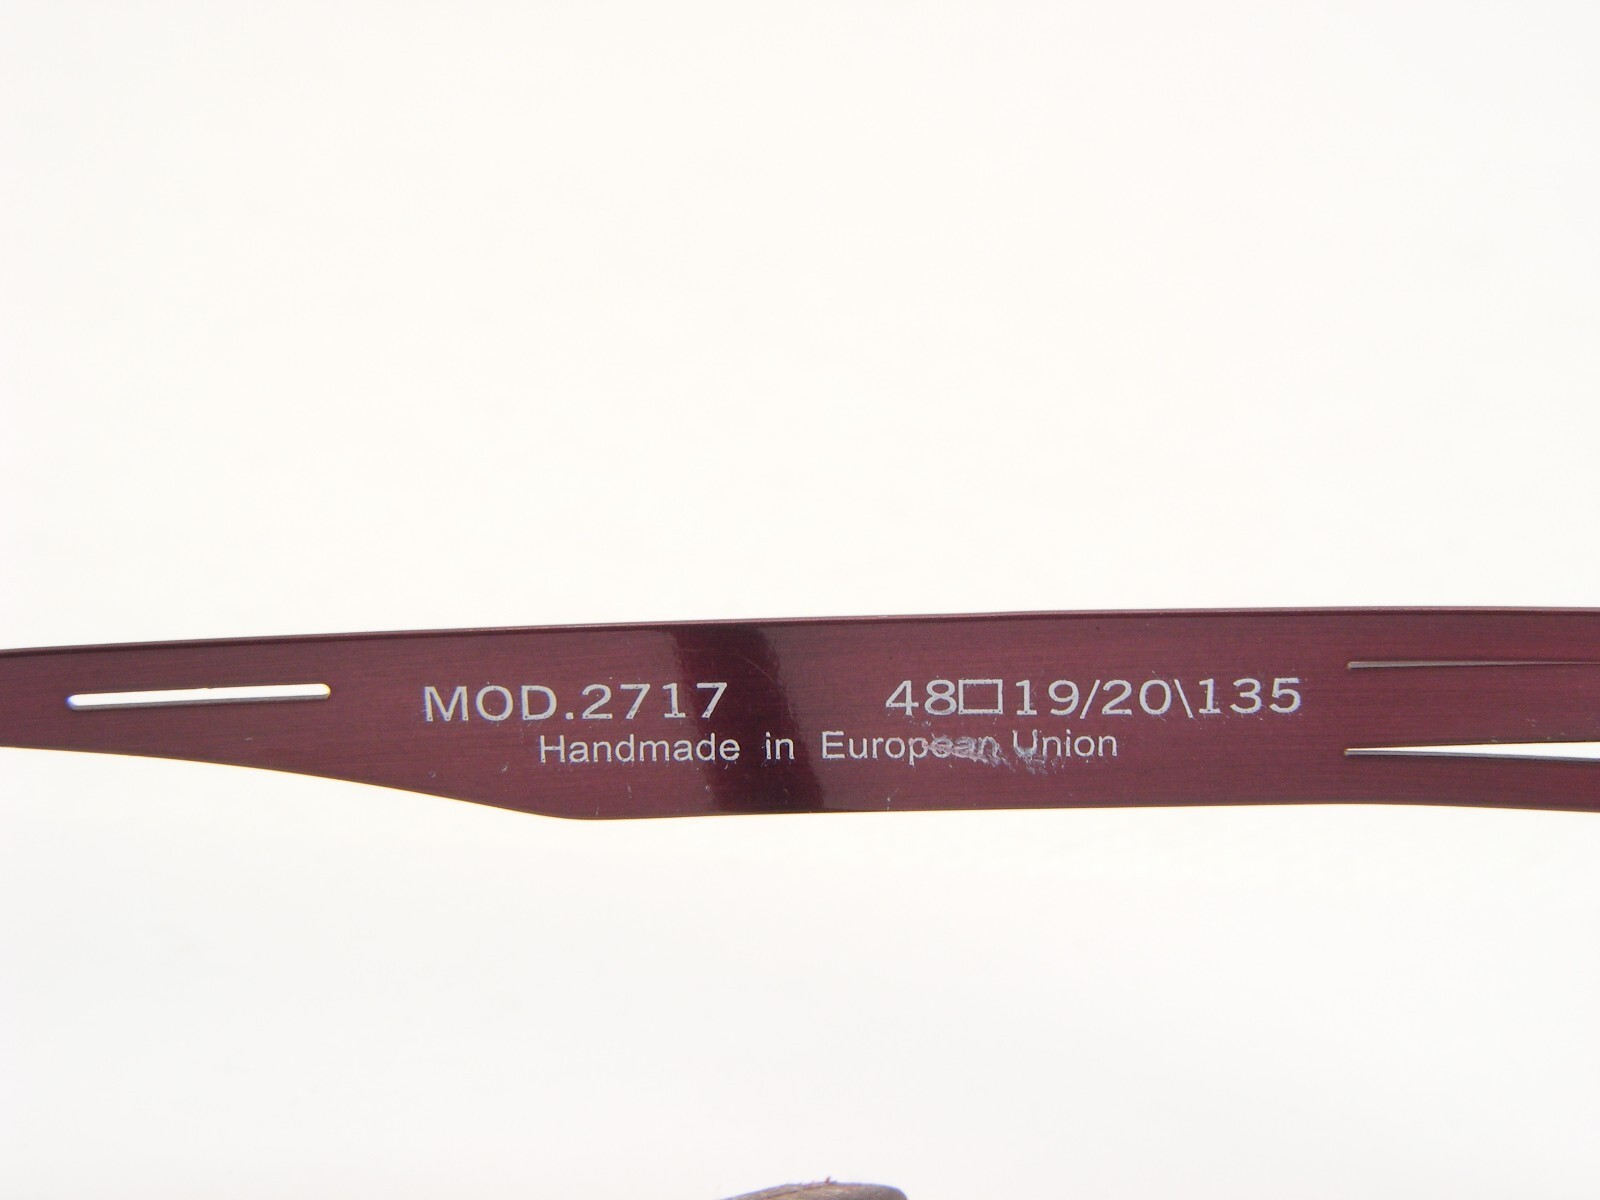 MOD.2717 48□19/20\135
Handmade in European Union